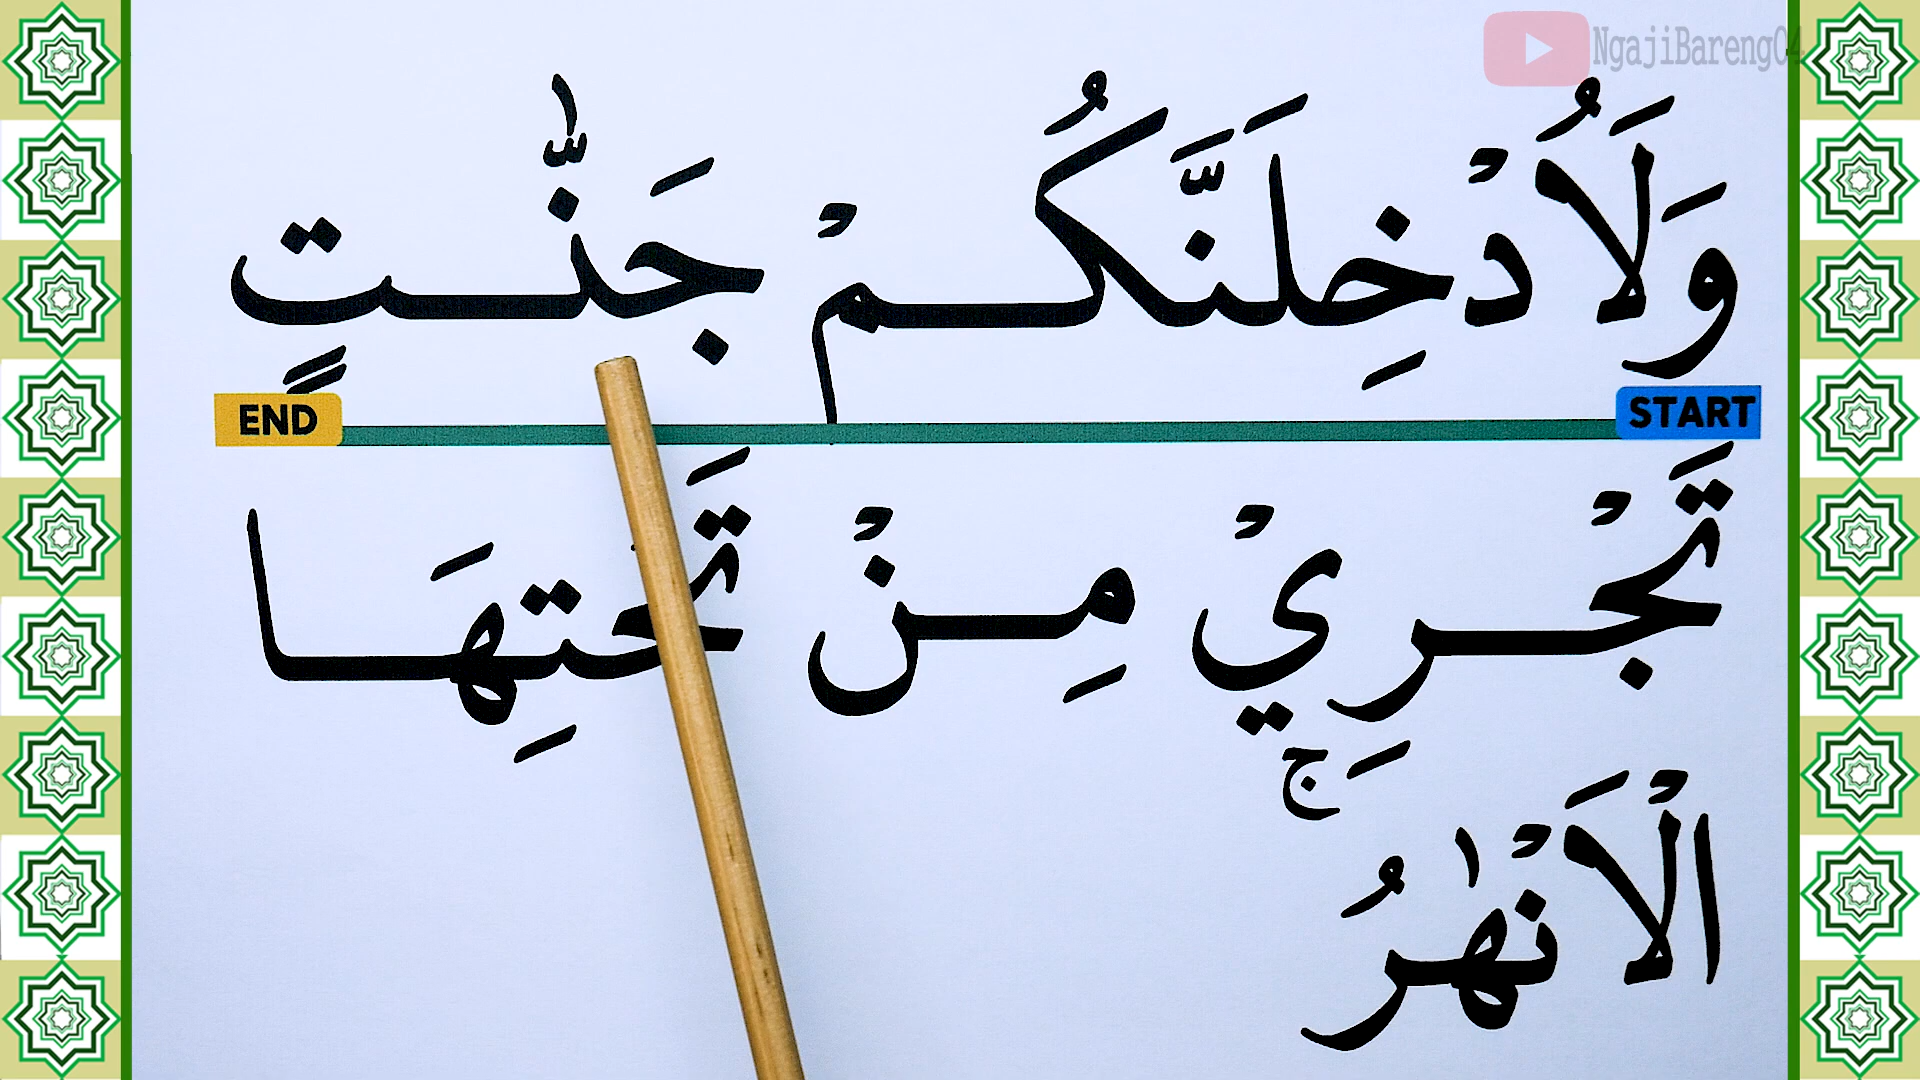 NgajiBareng04
وَلَاُدْخِلَنَّكُمْ جَنّٰتٍ
END START
تَجْرِيْ مِنْ تَحْتِهَا
الْاَنْهٰرُ ۚ